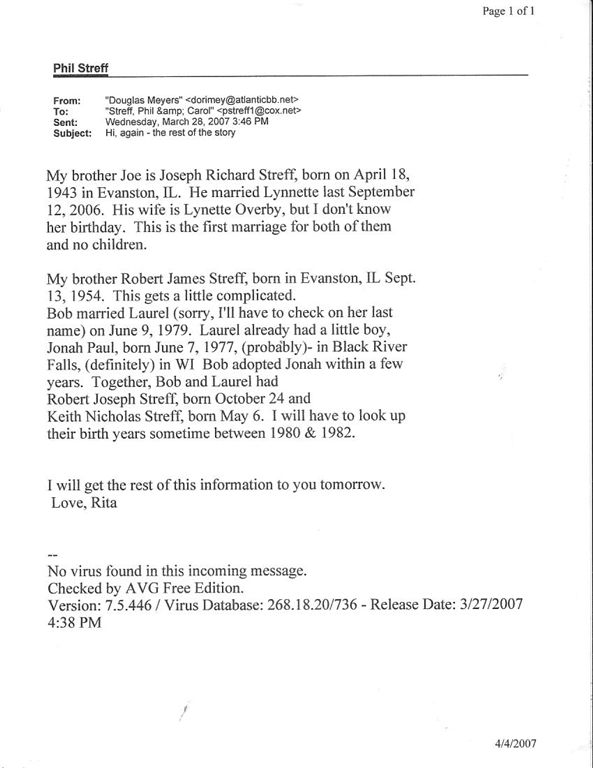 Page 1 of 1
Phil Streff
From: "Douglas Meyers" <dorimey@atlanticbb.net>
To: "Streff, Phil &amp; Carol" <pstreff1@cox.net>
Sent: Wednesday, March 28, 2007 3:46 PM
Subject: Hi, again - the rest of the story
My brother Joe is Joseph Richard Streff, born on April 18,
1943 in Evanston, IL. He married Lynnette last September
12, 2006. His wife is Lynette Overby, but I don't know
her birthday. This is the first marriage for both of them
and no children.
My brother Robert James Streff, born in Evanston, IL Sept.
13, 1954. This gets a little complicated.
Bob married Laurel (sorry, I'll have to check on her last
name) on June 9, 1979. Laurel already had a little boy,
Jonah Paul, born June 7, 1977, (probably)- in Black River
Falls, (definitely) in WI Bob adopted Jonah within a few
years. Together, Bob and Laurel had
Robert Joseph Streff, born October 24 and
Keith Nicholas Streff, born May 6. I will have to look up
their birth years sometime between 1980 & 1982.
I will get the rest of this information to you tomorrow.
Love, Rita
--
No virus found in this incoming message.
Checked by AVG Free Edition.
Version: 7.5.446 / Virus Database: 268.18.20/736 - Release Date: 3/27/2007
4:38 PM
4/4/2007